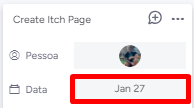 Create Itch Page
Pessoa
Data
Jan 27